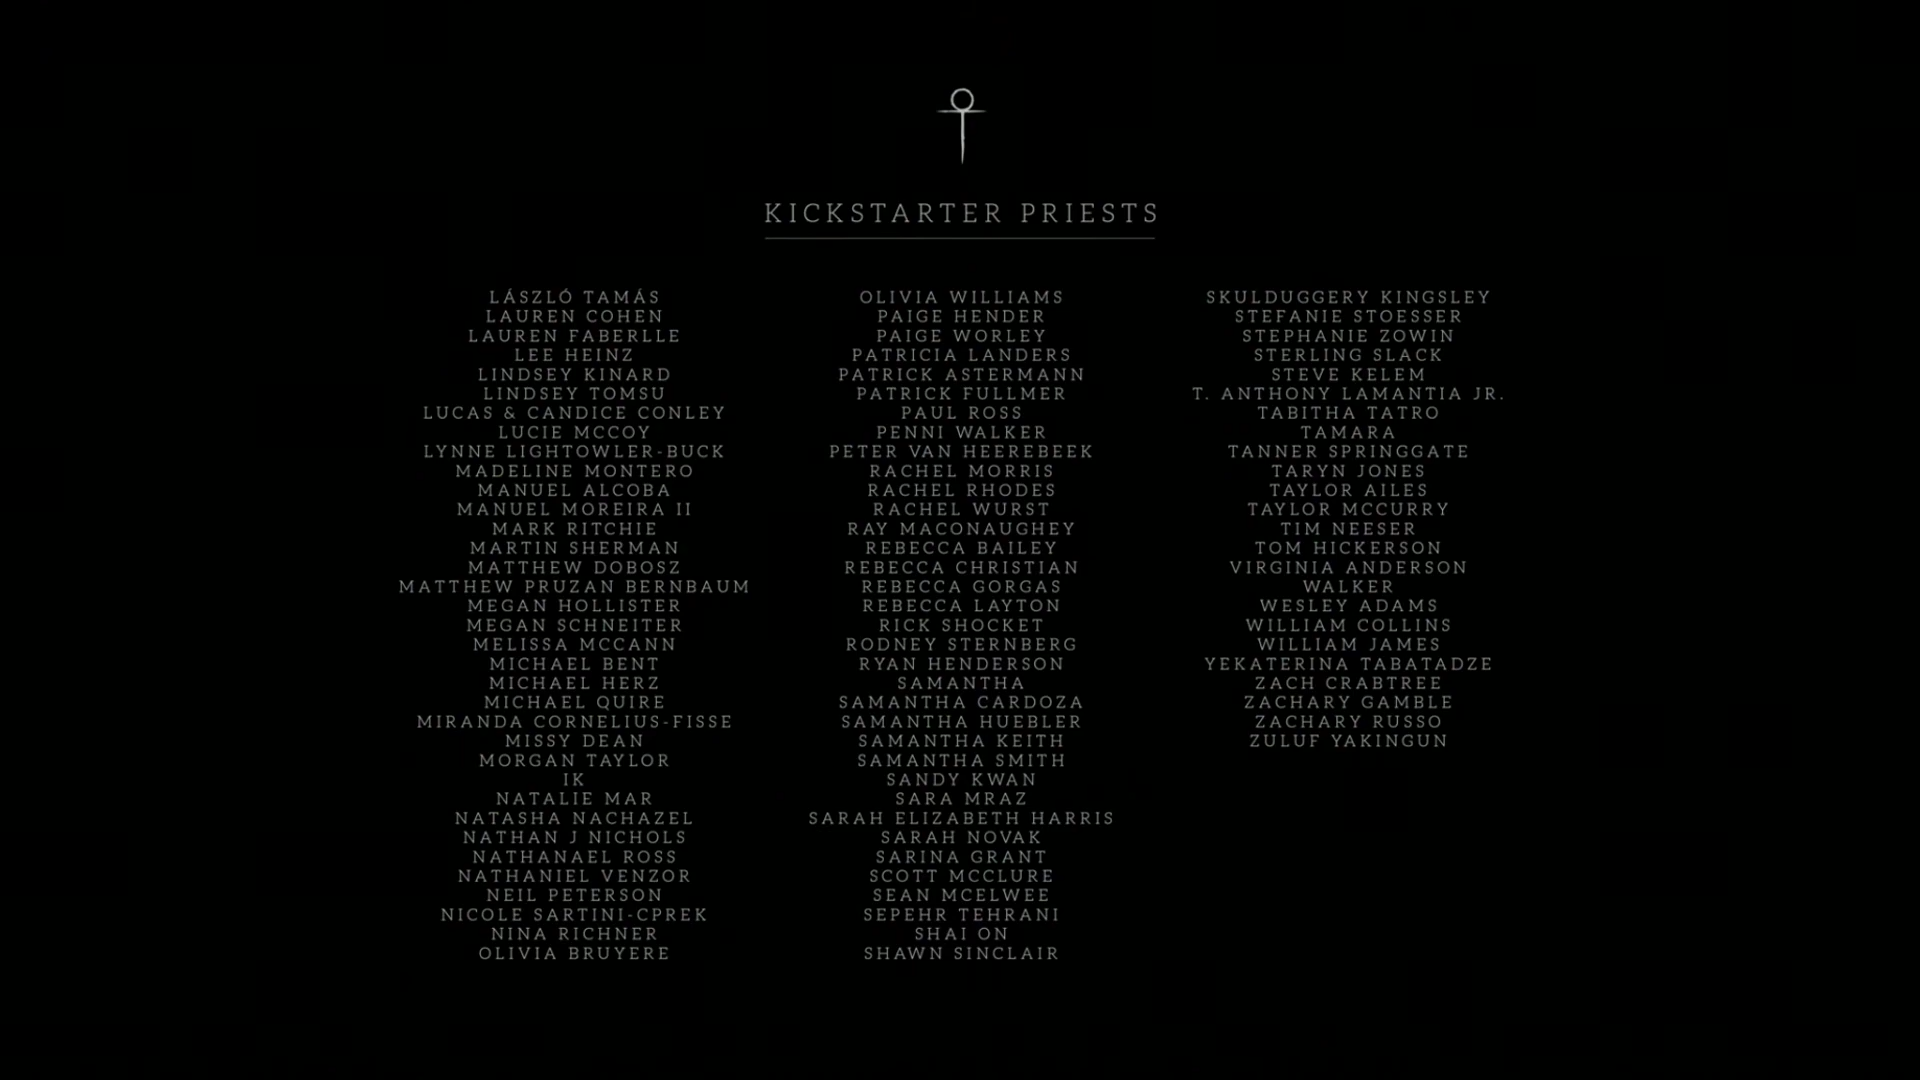 KICKSTARTER PRIESTS
LÁSZLÓ TAMÁS
LAUREN COHEN
LAUREN FABERLLE
LEE HEINZ
LINDSEY KINARD
LINDSEY TOMSU
LUCAS & CANDICE CONLEY
LUCIE MCCOY
LYNNE LIGHTOWLER-BUCK
MADELINE MONTERO
MANUEL ALCOBA
MANUEL MOREIRA II
MARK RITCHIE
MARTIN SHERMAN
MATTHEW DOBOSZ
MATTHEW PRUZAN BERNBAUM
MEGAN HOLLISTER
MEGAN SCHNEITER
MELISSA MCCANN
MICHAEL BENT
MICHAEL HERZ
MICHAEL QUIRE
MIRANDA CORNELIUS-FISSE
MISSY DEAN
MORGAN TAYLOR
IK
NATALIE MAR
NATASHA NACHAZEL
NATHAN J NICHOLS
NATHANAEL ROSS
NATHANIEL VENZOR
NEIL PETERSON
NICOLE SARTINI-CPREK
NINA RICHNER
OLIVIA BRUYERE
OLIVIA WILLIAMS
PAIGE HENDER
PAIGE WORLEY
PATRICIA LANDERS
PATRICK ASTERMANN
PATRICK FULLMER
PAUL ROSS
PENNI WALKER
PETER VAN HEEREBEEK
RACHEL MORRIS
RACHEL RHODES
RACHEL WURST
RAY MACONAUGHEY
REBECCA BAILEY
REBECCA CHRISTIAN
REBECCA GORGAS
REBECCA LAYTON
RICK SHOCKET
RODNEY STERNBERG
RYAN HENDERSON
SAMANTHA
SAMANTHA CARDOZA
SAMANTHA HUEBLER
SAMANTHA KEITH
SAMANTHA SMITH
SANDY KWAN
SARA MRAZ
SARAH ELIZABETH HARRIS
SARAH NOVAK
SARINA GRANT
SCOTT MCCLURE
SEAN MCELWEE
SEPEHR TEHRANI
SHAI ON
SHAWN SINCLAIR
SKULDUGGERY KINGSLEY
STEFANIE STOESSER
STEPHANIE ZOWIN
STERLING SLACK
STEVE KELEM
T. ANTHONY LAMANTIA JR.
TABITHA TATRO
TAMARA
TANNER SPRINGGATE
TARYN JONES
TAYLOR AILES
TAYLOR MCCURRY
TIM NEESER
TOM HICKERSON
VIRGINIA ANDERSON
WALKER
WESLEY ADAMS
WILLIAM COLLINS
WILLIAM JAMES
YEKATERINA TABATADZE
ZACH CRABTREE
ZACHARY GAMBLE
ZACHARY RUSSO
ZULUF YAKINGUN